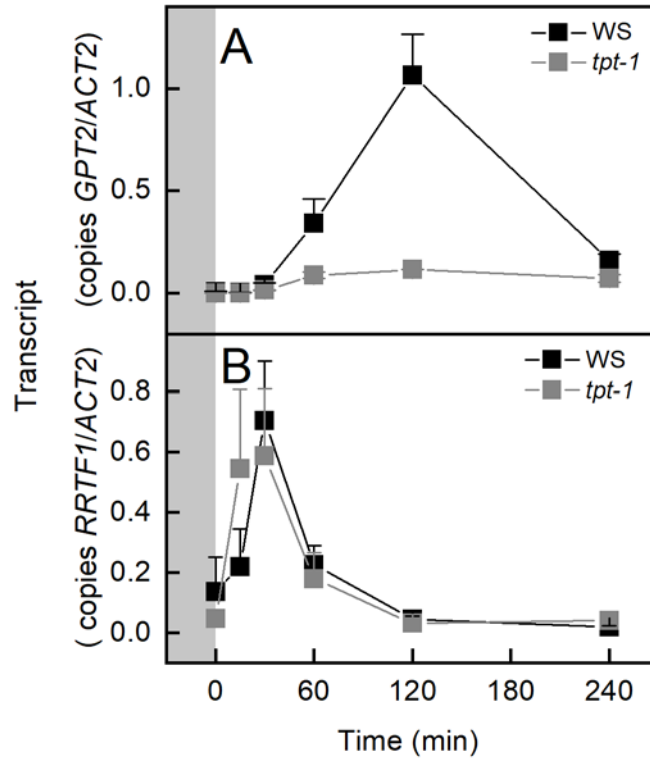 A
WS
tpt-1
1.0
0.5
0.0
(copies GPT2/ACT2)
Transcript
B
WS
tpt-1
0.8
0.6
0.4
0.2
0.0
( copies RRTF1/ACT2)
0 60 120 180 240
Time (min)